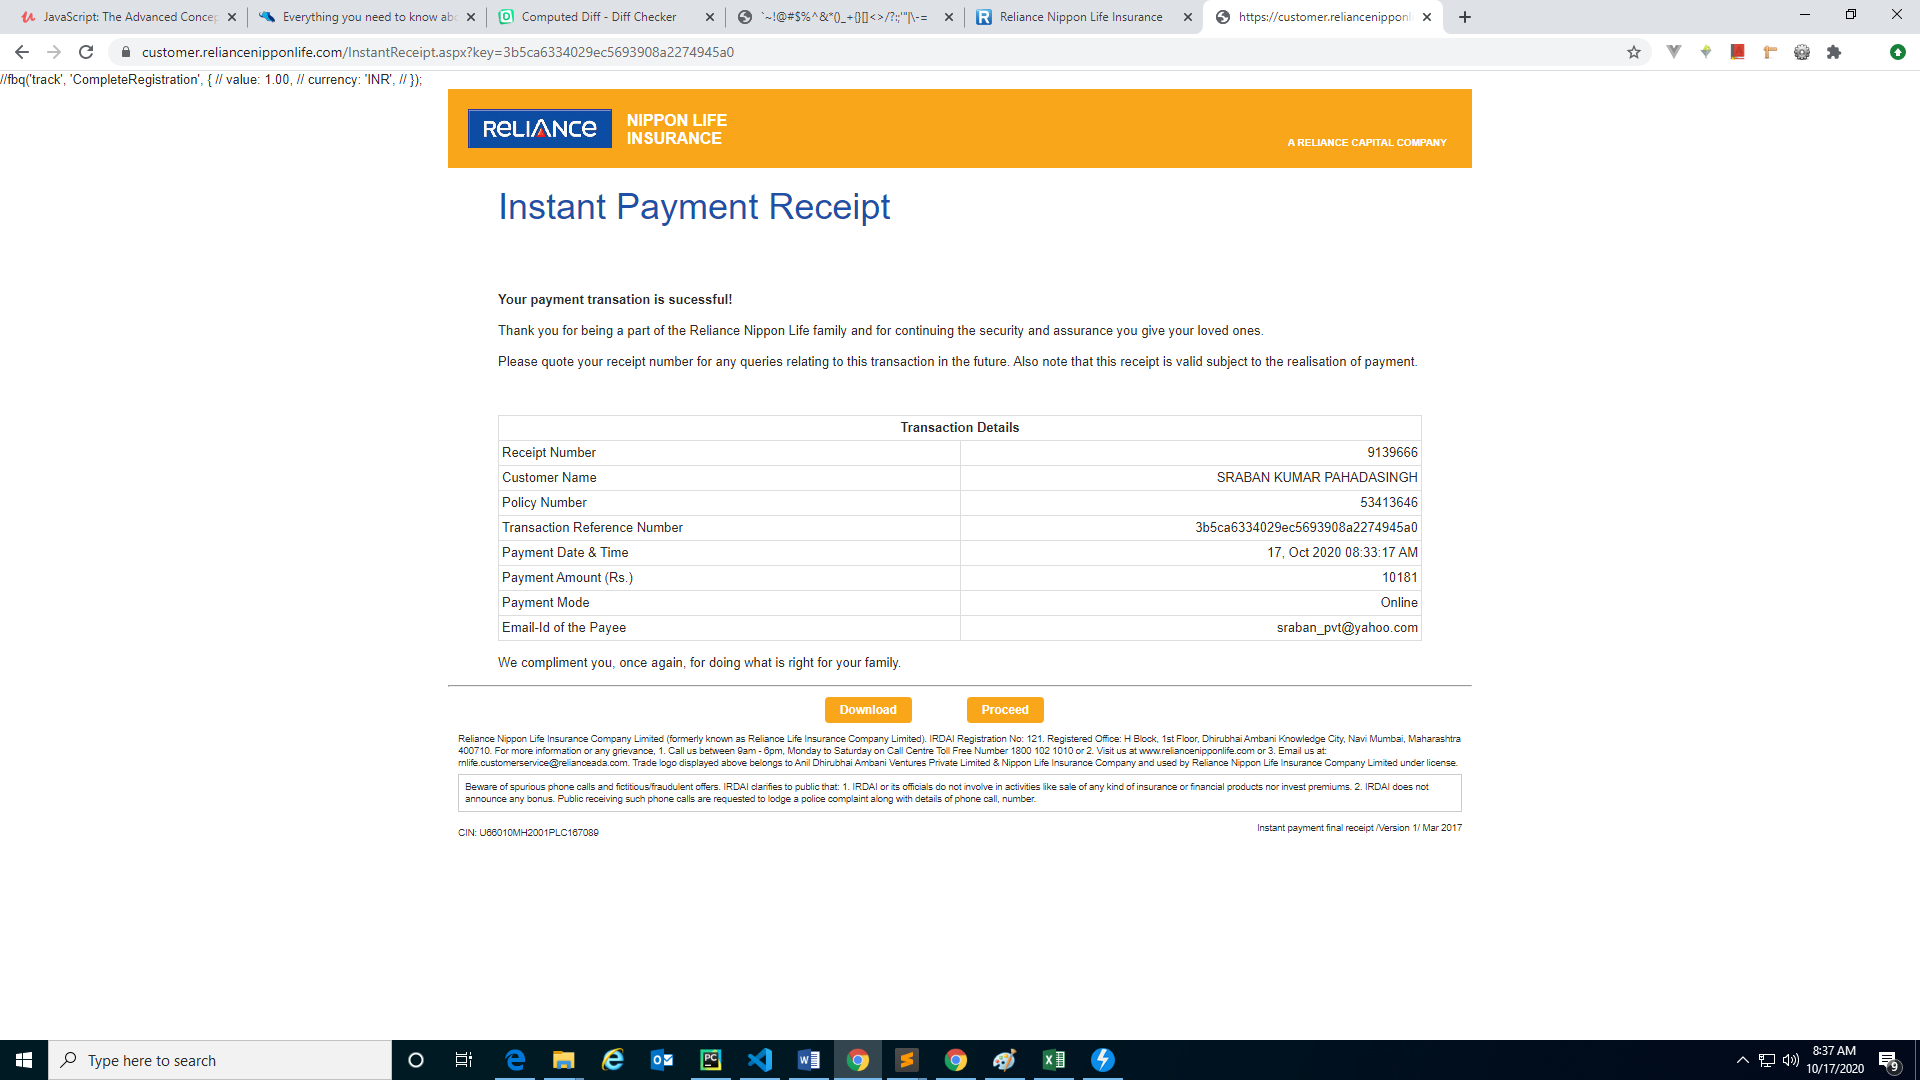 JavaScript: The Advanced Concep
Everything you need to know abo
Computed Diff - Diff Checker
`~!@#$%^&*()_+{}[]<>/?:;'"|\-=
Reliance Nippon Life Insurance
https://customer.reliancenipponl
customer.reliancenipponlife.com/InstantReceipt.aspx?key=3b5ca6334029ec5693908a2274945a0
//fbq('track', 'CompleteRegistration', { // value: 1.00, // currency: 'INR', // });
RELIANCE
NIPPON LIFE
INSURANCE
A RELIANCE CAPITAL COMPANY
Instant Payment Receipt
Your payment transation is sucessful!
Thank you for being a part of the Reliance Nippon Life family and for continuing the security and assurance you give your loved ones.
Please quote your receipt number for any queries relating to this transaction in the future. Also note that this receipt is valid subject to the realisation of payment.
Transaction Details
Receipt Number 9139666
Customer Name SRABAN KUMAR PAHADASINGH
Policy Number 53413646
Transaction Reference Number 3b5ca6334029ec5693908a2274945a0
Payment Date & Time 17, Oct 2020 08:33:17 AM
Payment Amount (Rs.) 10181
Payment Mode Online
Email-Id of the Payee sraban_pvt@yahoo.com
We compliment you, once again, for doing what is right for your family.
Download Proceed
Reliance Nippon Life Insurance Company Limited (formerly known as Reliance Life Insurance Company Limited). IRDAI Registration No: 121. Registered Office: H Block, 1st Floor, Dhirubhai Ambani Knowledge City, Navi Mumbai, Maharashtra
400710. For more information or any grievance, 1. Call us between 9am - 6pm, Monday to Saturday on Call Centre Toll Free Number 1800 102 1010 or 2. Visit us at www.reliancenipponlife.com or 3. Email us at:
rnlife.customerservice@relianceada.com. Trade logo displayed above belongs to Anil Dhirubhai Ambani Ventures Private Limited & Nippon Life Insurance Company and used by Reliance Nippon Life Insurance Company Limited under license.
Beware of spurious phone calls and fictitious/fraudulent offers. IRDAI clarifies to public that: 1. IRDAI or its officials do not involve in activities like sale of any kind of insurance or financial products nor invest premiums. 2. IRDAI does not
announce any bonus. Public receiving such phone calls are requested to lodge a police complaint along with details of phone call, number.
CIN: U66010MH2001PLC167089
Instant payment final receipt /Version 1/ Mar 2017
Type here to search
8:37 AM
10/17/2020
9